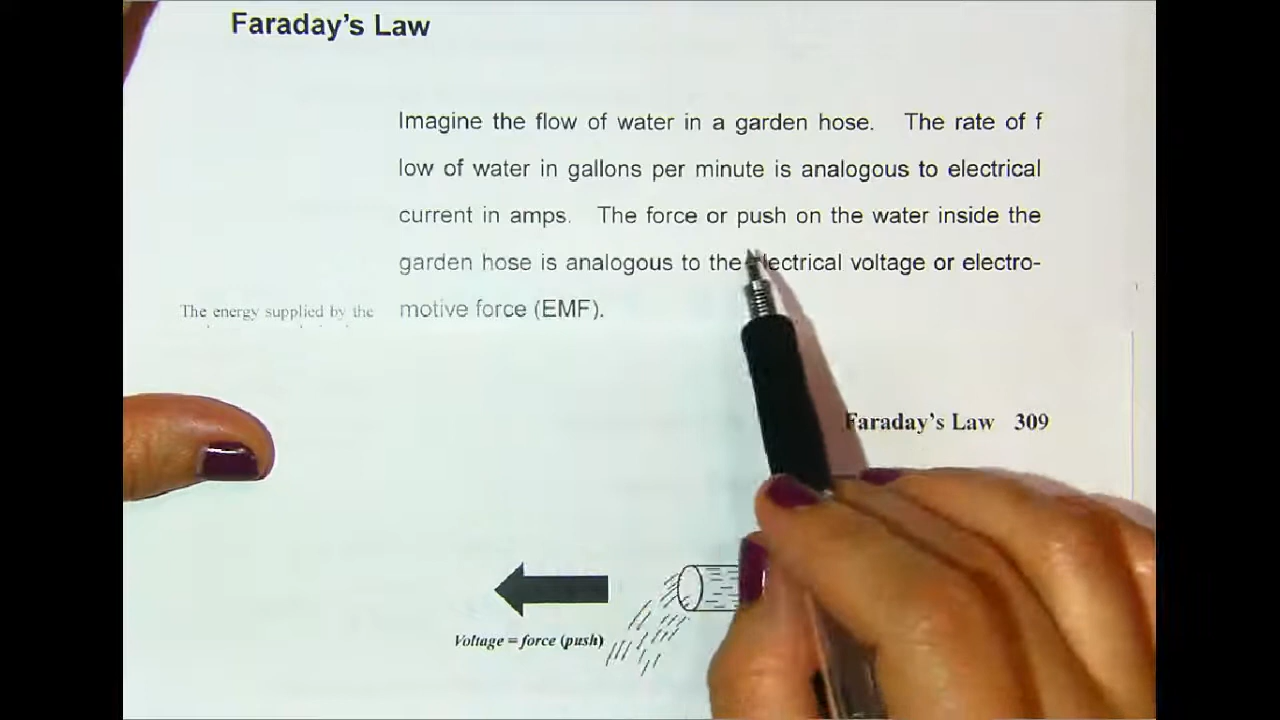 Faraday's Law
Imagine the flow of water in a garden hose. The rate of f
low of water in gallons per minute is analogous to electrical
current in amps. The force or push on the water inside the
garden hose is analogous to the electrical voltage or electro-
The energy supplied by the
motive force (EMF).
Faraday's Law 309
Voltage = force (push)